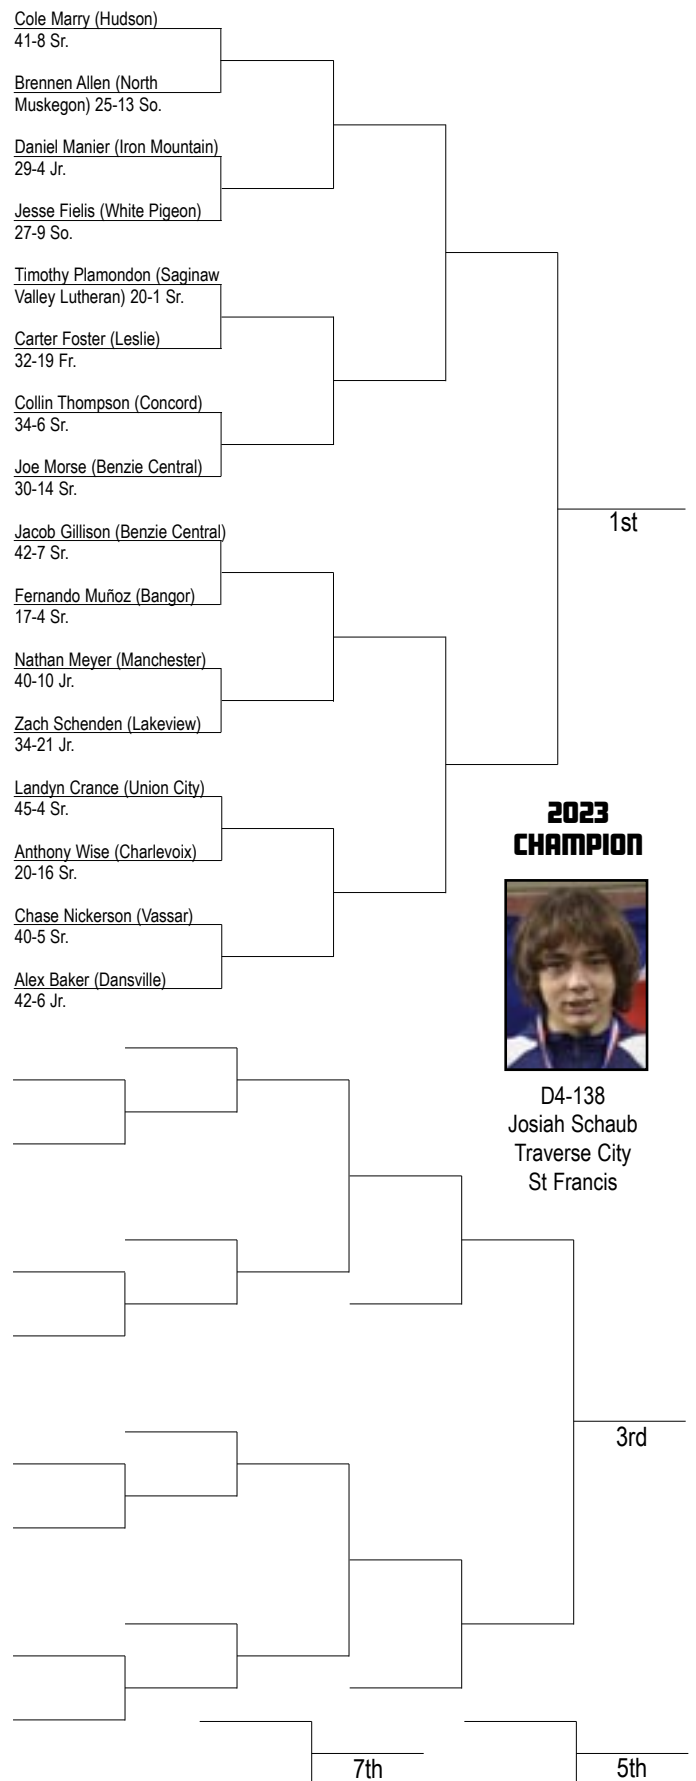 Cole Marry (Hudson)
41-8 Sr.
Brennen Allen (North
Muskegon) 25-13 So.
Daniel Manier (Iron Mountain)
29-4 Jr.
Jesse Fielis (White Pigeon)
27-9 So.
Timothy Plamondon (Saginaw
Valley Lutheran) 20-1 Sr.
Carter Foster (Leslie)
32-19 Fr.
Collin Thompson (Concord)
34-6 Sr.
Joe Morse (Benzie Central)
30-14 Sr.
1st
Jacob Gillison (Benzie Central)
42-7 Sr.
Fernando Muñoz (Bangor)
17-4 Sr.
Nathan Meyer (Manchester)
40-10 Jr.
Zach Schenden (Lakeview)
34-21 Jr.
Landyn Crance (Union City)
45-4 Sr.
Anthony Wise (Charlevoix)
20-16 Sr.
Chase Nickerson (Vassar)
40-5 Sr.
Alex Baker (Dansville)
42-6 Jr.
2023
CHAMPION
D4-138
Josiah Schaub
Traverse City
St Francis
3rd
7th
5th